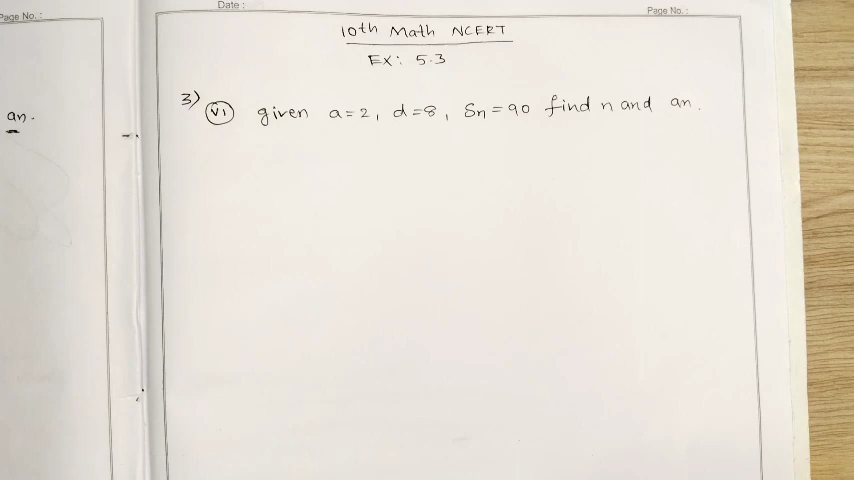 Page No.:
an.
Date :
Page No. :
10th Math NCERT
EX: 5.3
3)
vi given a=2, d=8, Sn=90 find n and an.